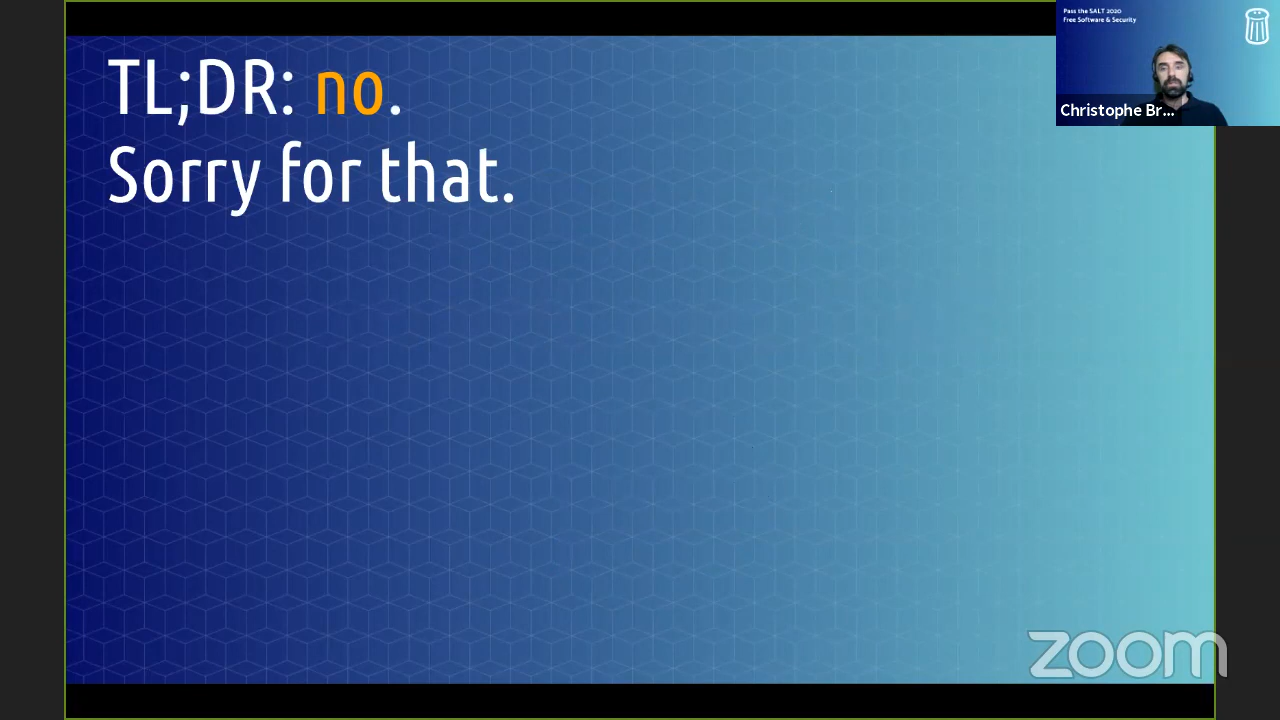 TL;DR: no.
Sorry for that.
Pass the SALT 2020
Free Software & Security
Christophe Br...
zoom